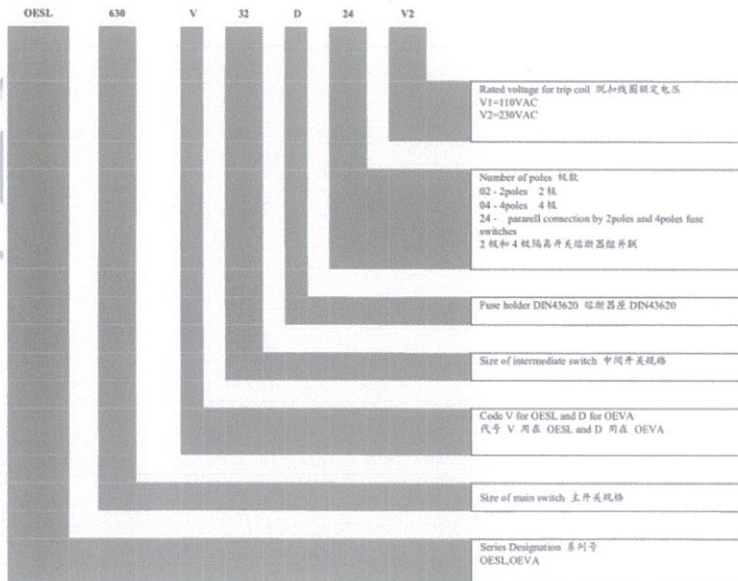 OESL 630 V 32 D 24 V2
Rated voltage for trip coil 脱扣线圈额定电压
V1=110VAC
V2=230VAC
Number of poles 极数
02 - 2poles 2 极
04 - 4poles 4 极
24 - pararell connection by 2poles and 4poles fuse
switches
2 极和 4 极隔离开关熔断器组并联
Fuse holder DIN43620 熔断器座 DIN43620
Size of intermediate switch 中间开关规格
Code V for OESL and D for OEVA
代号 V 用在 OESL and D 用在 OEVA
Size of main switch 主开关规格
Series Designation 系列号
OESL,OEVA